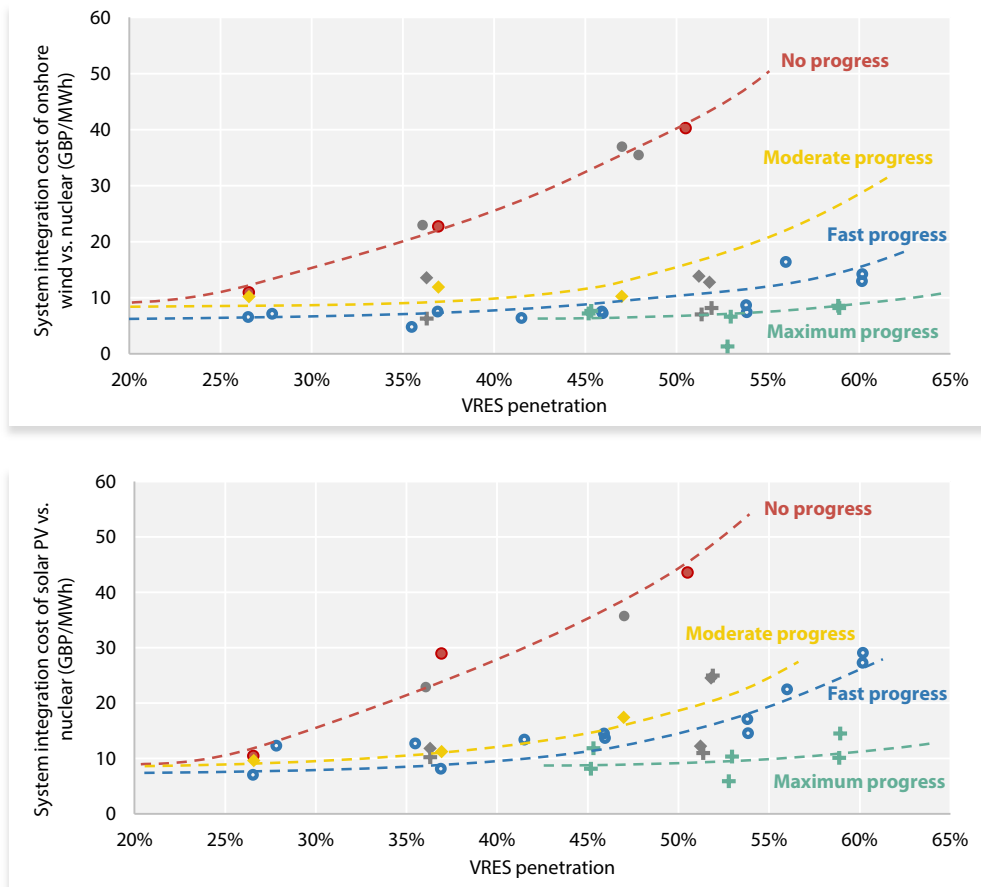 System integration cost of onshore
wind vs. nuclear (GBP/MWh)
60
50
40
30
20
10
0
No progress
Moderate progress
Fast progress
Maximum progress
20% 25% 30% 35% 40% 45% 50% 55% 60% 65%
VRES penetration
System integration cost of solar PV vs.
nuclear (GBP/MWh)
60
50
40
30
20
10
0
No progress
Moderate progress
Fast progress
Maximum progress
20% 25% 30% 35% 40% 45% 50% 55% 60% 65%
VRES penetration